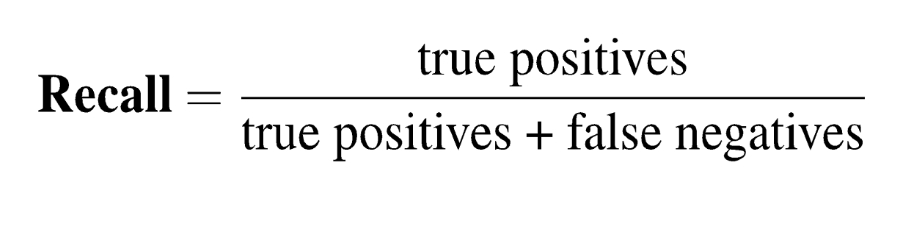 true positives
Recall =
true positives + false negatives